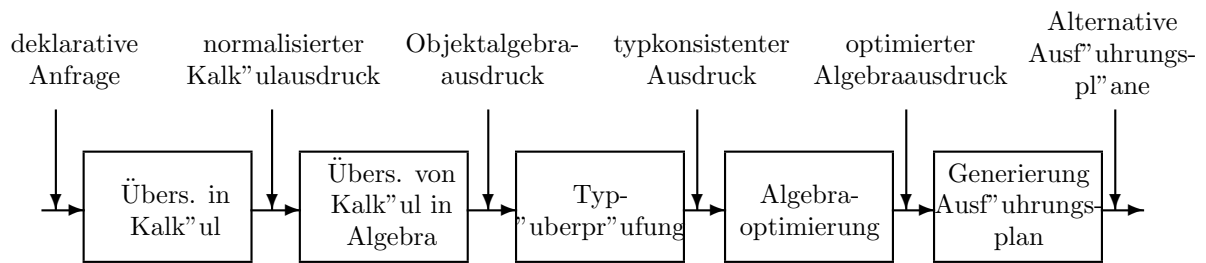 deklarative
Anfrage
normalisierter
Kalk"ulausdruck
Objektalgebra-
ausdruck
typkonsistenter
Ausdruck
optimierter
Algebraausdruck
Alternative
Ausf"uhrungs-
pl"ane
Übers. in
Kalk"ul
Übers. von
Kalk"ul in
Algebra
Typ-
"uberpr"ufung
Algebra-
optimierung
Generierung
Ausf"uhrungs-
plan